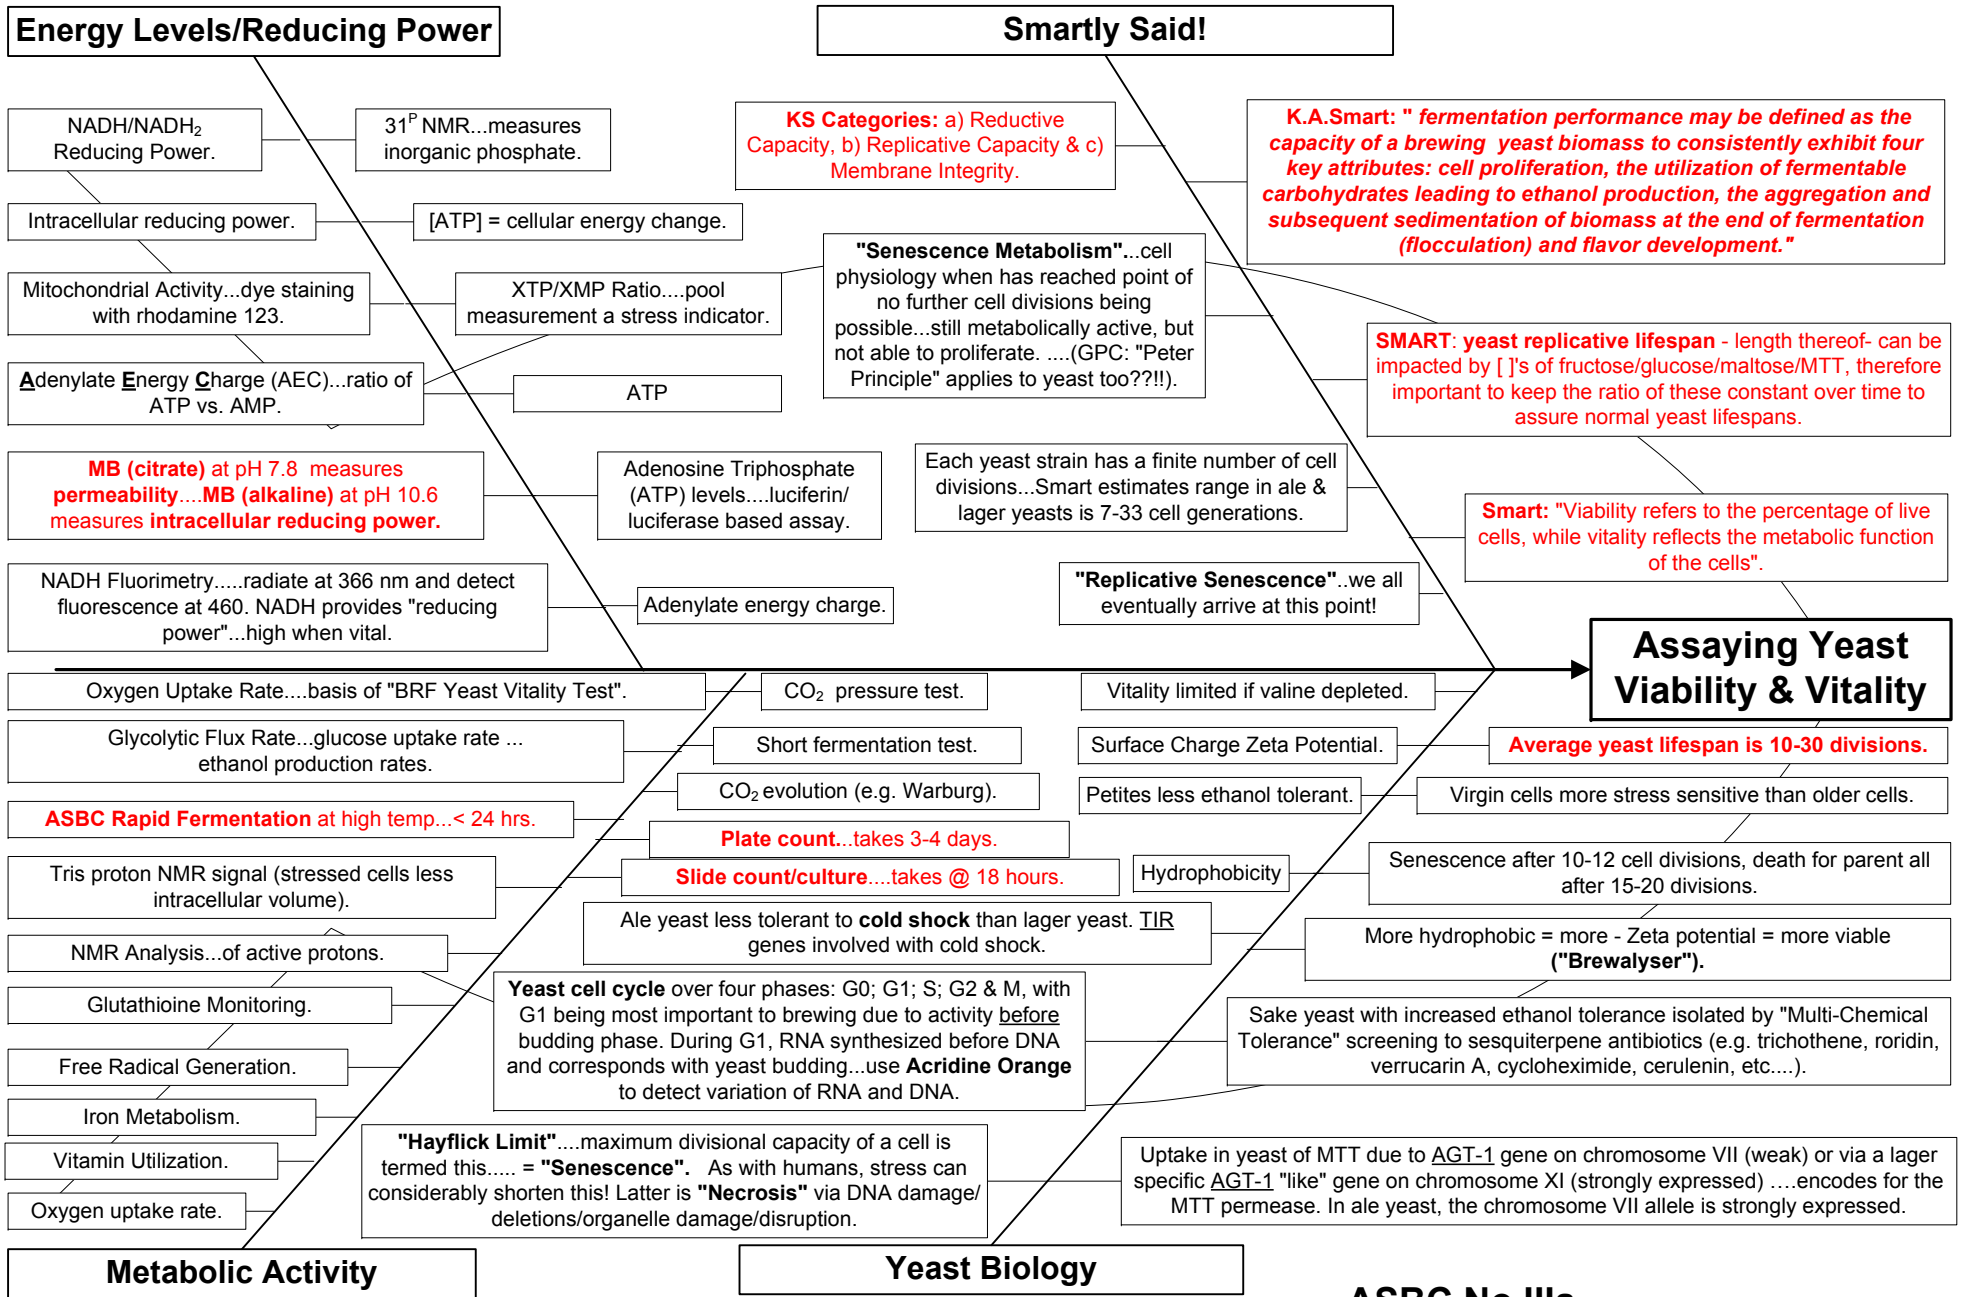 Energy Levels/Reducing Power
Smartly Said!
NADH/NADH2
Reducing Power.
31P NMR...measures
inorganic phosphate.
KS Categories: a) Reductive
Capacity, b) Replicative Capacity & c)
Membrane Integrity.
K.A.Smart: " fermentation performance may be defined as the
capacity of a brewing yeast biomass to consistently exhibit four
key attributes: cell proliferation, the utilization of fermentable
carbohydrates leading to ethanol production, the aggregation and
subsequent sedimentation of biomass at the end of fermentation
(flocculation) and flavor development."
Intracellular reducing power.
[ATP] = cellular energy change.
"Senescence Metabolism"...cell
physiology when has reached point of
no further cell divisions being
possible...still metabolically active, but
not able to proliferate. ....(GPC: "Peter
Principle" applies to yeast too??!!).
Mitochondrial Activity...dye staining
with rhodamine 123.
XTP/XMP Ratio....pool
measurement a stress indicator.
SMART: yeast replicative lifespan - length thereof- can be
impacted by [ ]'s of fructose/glucose/maltose/MTT, therefore
important to keep the ratio of these constant over time to
assure normal yeast lifespans.
Adenylate Energy Charge (AEC)...ratio of
ATP vs. AMP.
ATP
MB (citrate) at pH 7.8 measures
permeability....MB (alkaline) at pH 10.6
measures intracellular reducing power.
Adenosine Triphosphate
(ATP) levels....luciferin/
luciferase based assay.
Each yeast strain has a finite number of cell
divisions...Smart estimates range in ale &
lager yeasts is 7-33 cell generations.
Smart: "Viability refers to the percentage of live
cells, while vitality reflects the metabolic function
of the cells".
NADH Fluorimetry.....radiate at 366 nm and detect
fluorescence at 460. NADH provides "reducing
power"...high when vital.
Adenylate energy charge.
"Replicative Senescence"..we all
eventually arrive at this point!
Assaying Yeast
Viability & Vitality
Oxygen Uptake Rate....basis of "BRF Yeast Vitality Test".
CO2 pressure test.
Vitality limited if valine depleted.
Glycolytic Flux Rate...glucose uptake rate ...
ethanol production rates.
Short fermentation test.
Surface Charge Zeta Potential.
Average yeast lifespan is 10-30 divisions.
CO2 evolution (e.g. Warburg).
Petites less ethanol tolerant.
Virgin cells more stress sensitive than older cells.
ASBC Rapid Fermentation at high temp...< 24 hrs.
Plate count...takes 3-4 days.
Slide count/culture....takes @ 18 hours.
Tris proton NMR signal (stressed cells less
intracellular volume).
Hydrophobicity
Senescence after 10-12 cell divisions, death for parent all
after 15-20 divisions.
Ale yeast less tolerant to cold shock than lager yeast. TIR
genes involved with cold shock.
More hydrophobic = more - Zeta potential = more viable
("Brewalyser").
NMR Analysis...of active protons.
Yeast cell cycle over four phases: G0; G1; S; G2 & M, with
G1 being most important to brewing due to activity before
budding phase. During G1, RNA synthesized before DNA
and corresponds with yeast budding...use Acridine Orange
to detect variation of RNA and DNA.
Glutathioine Monitoring.
Sake yeast with increased ethanol tolerance isolated by "Multi-Chemical
Tolerance" screening to sesquiterpene antibiotics (e.g. trichothene, roridin,
verrucarin A, cycloheximide, cerulenin, etc....).
Free Radical Generation.
Iron Metabolism.
"Hayflick Limit"....maximum divisional capacity of a cell is
termed this..... = "Senescence". As with humans, stress can
considerably shorten this! Latter is "Necrosis" via DNA damage/
deletions/organelle damage/disruption.
Uptake in yeast of MTT due to AGT-1 gene on chromosome VII (weak) or via a lager
specific AGT-1 "like" gene on chromosome XI (strongly expressed) ....encodes for the
MTT permease. In ale yeast, the chromosome VII allele is strongly expressed.
Vitamin Utilization.
Oxygen uptake rate.
Metabolic Activity
Yeast Biology
ASBC No IIIa